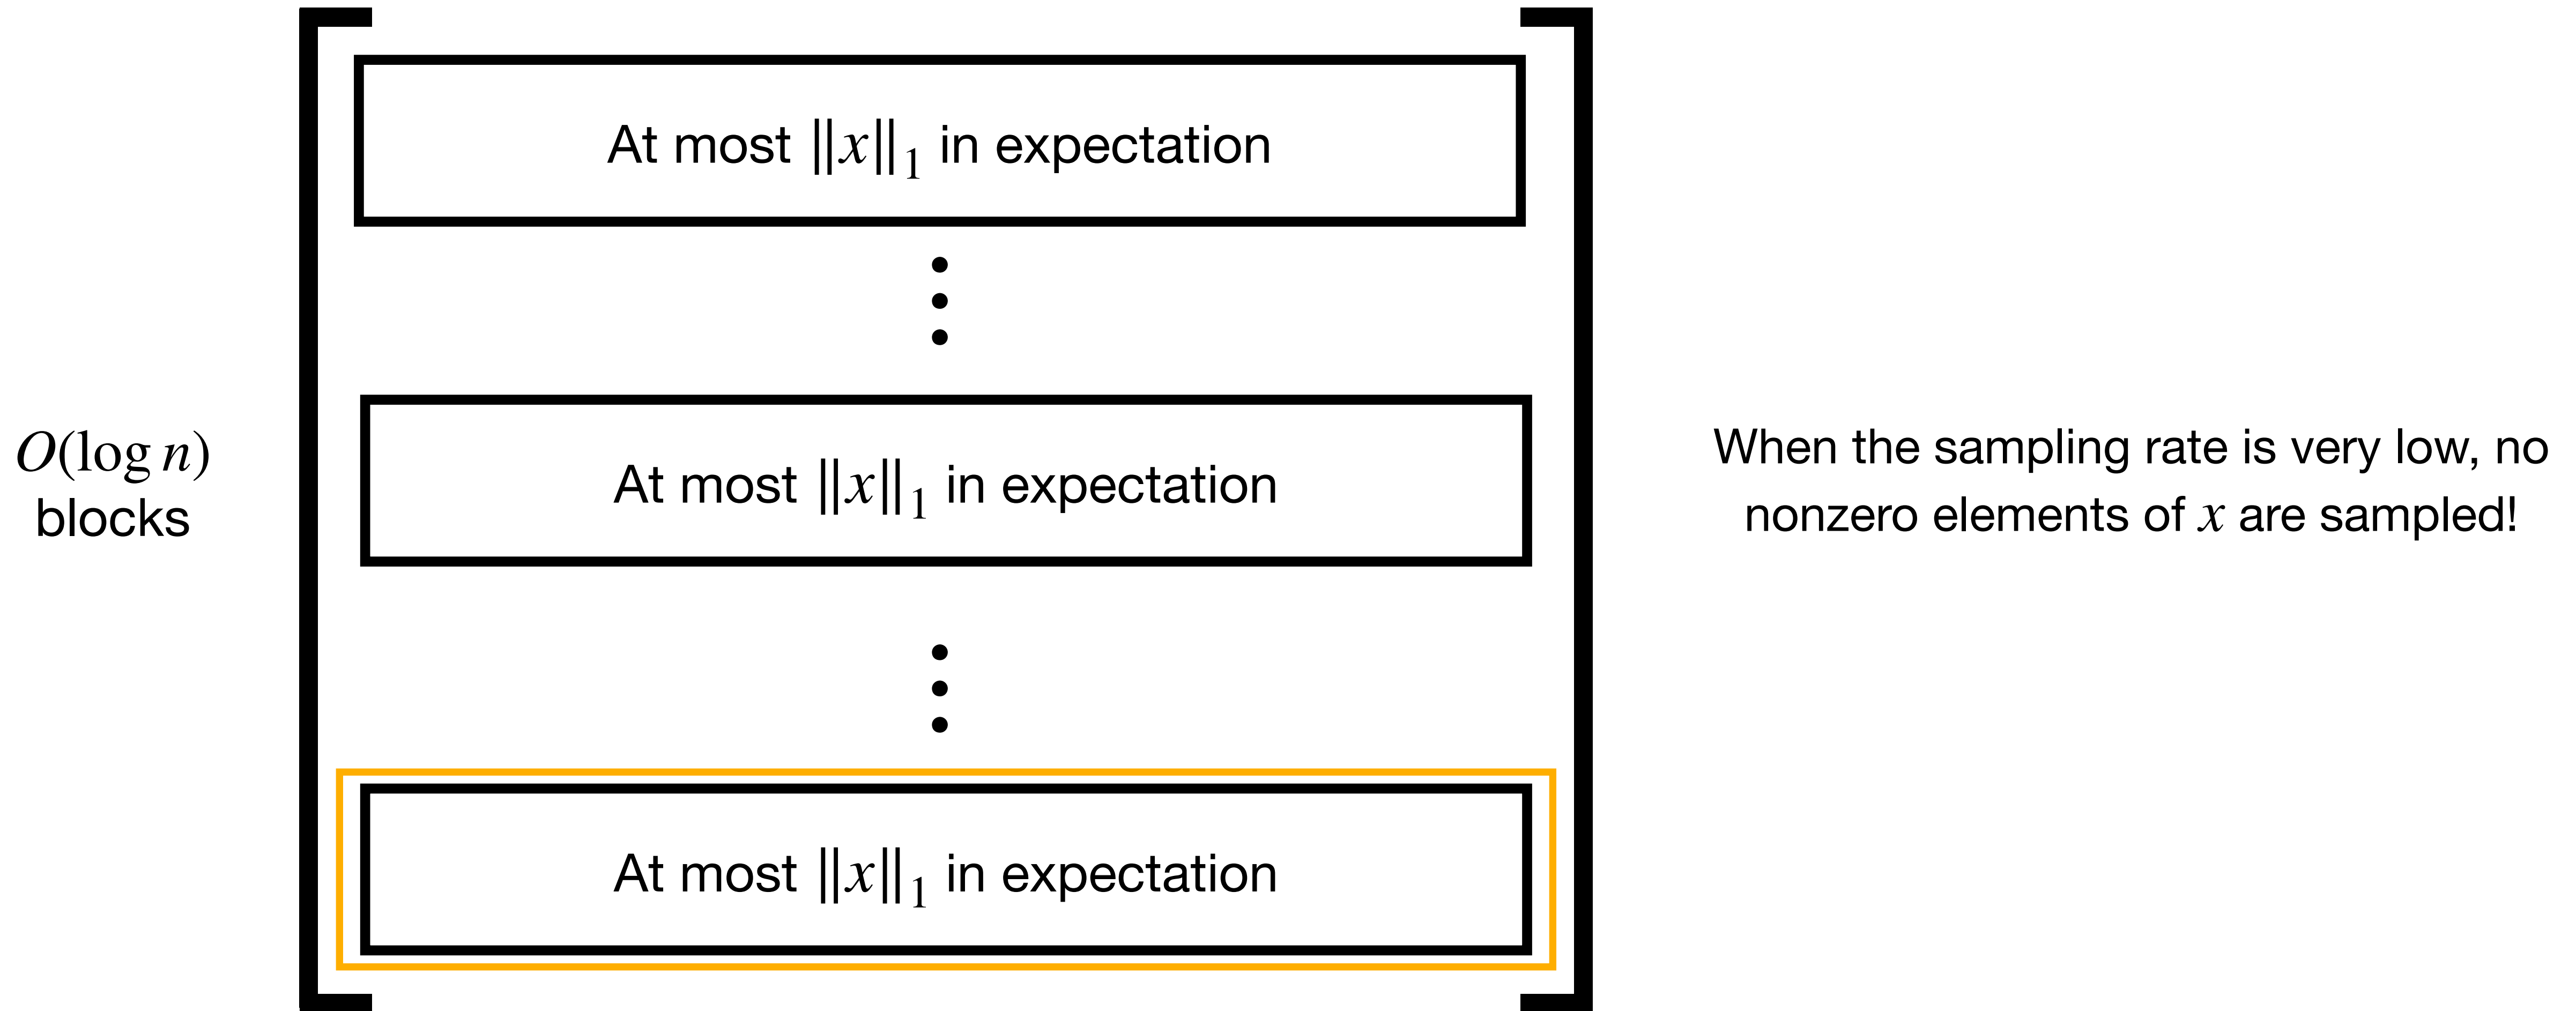 At most ||x||₁ in expectation
O(log n)
blocks
At most ||x||₁ in expectation
When the sampling rate is very low, no
nonzero elements of x are sampled!
At most ||x||₁ in expectation